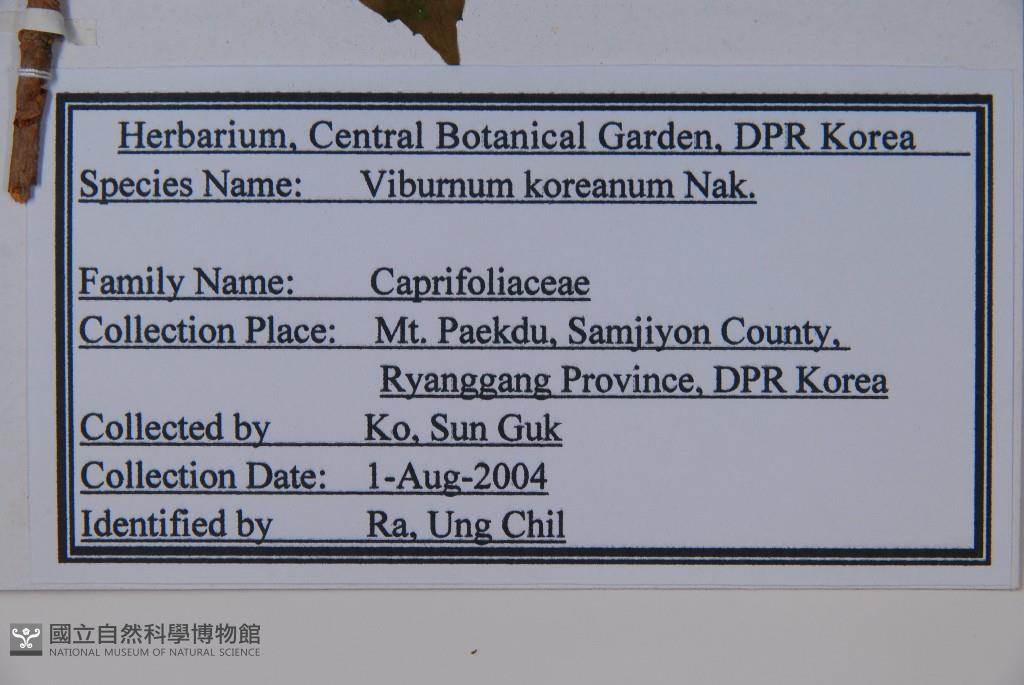 Herbarium, Central Botanical Garden, DPR Korea
Species Name: Viburnum koreanum Nak.
Family Name: Caprifoliaceae
Collection Place: Mt. Paekdu, Samjiyon County,
Ryanggang Province, DPR Korea
Collected by Ko, Sun Guk
Collection Date: 1-Aug-2004
Identified by Ra, Ung Chil
國立自然科學博物館
NATIONAL MUSEUM OF NATURAL SCIENCE